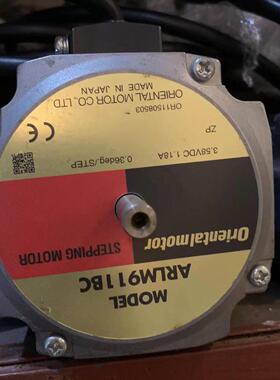 MODEL
ARLM911BC
Orientalmotor
STEPPING MOTOR
3.58VDC 1.18A
0.36deg/STEP
ZP
CE
OR11508503
ORIENTAL MOTOR CO.,LTD.
MADE IN JAPAN